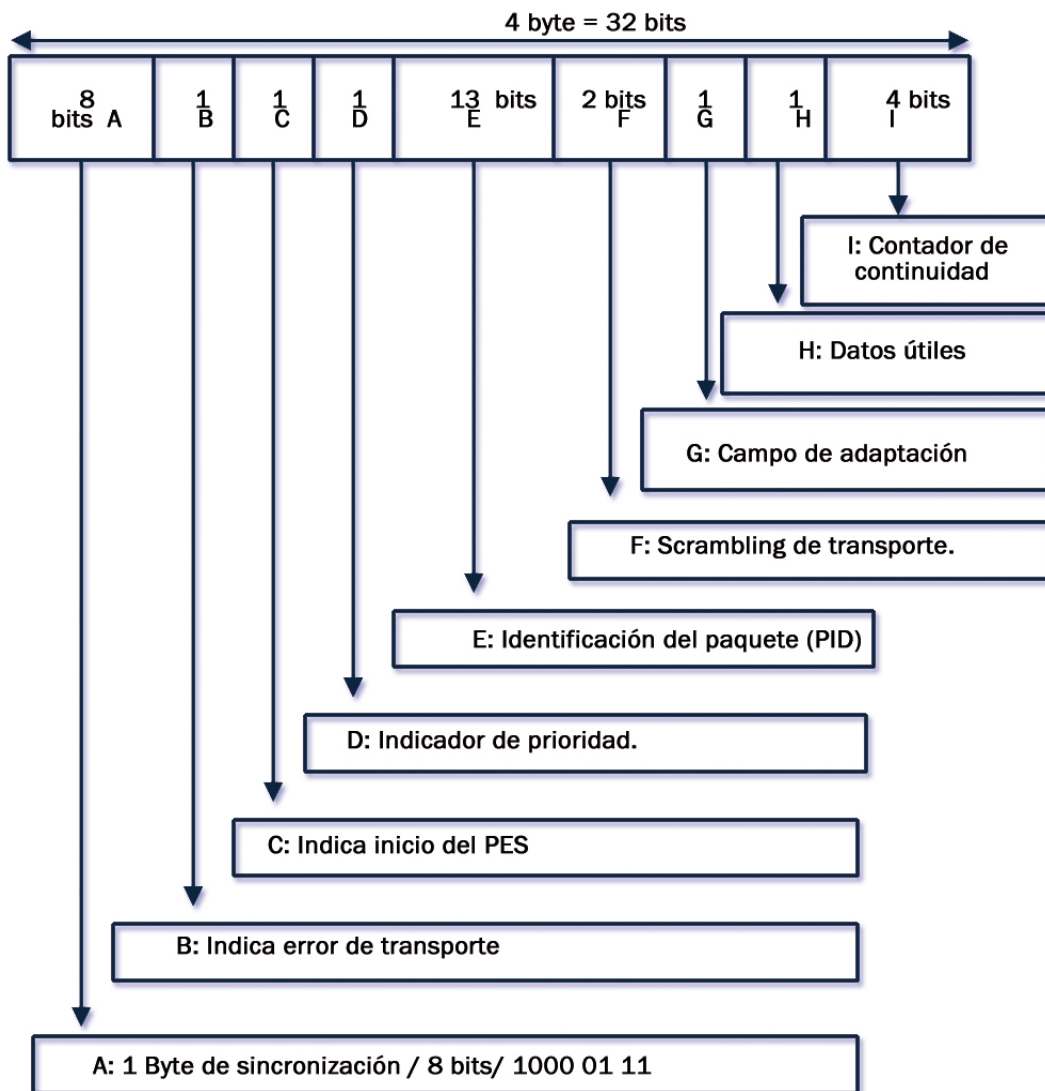 4 byte = 32 bits
8 bits A
1 B
1 C
1 D
13 bits E
2 bits F
1 G
1 H
4 bits I
I: Contador de
continuidad
H: Datos útiles
G: Campo de adaptación
F: Scrambling de transporte.
E: Identificación del paquete (PID)
D: Indicador de prioridad.
C: Indica inicio del PES
B: Indica error de transporte
A: 1 Byte de sincronización / 8 bits/ 1000 01 11